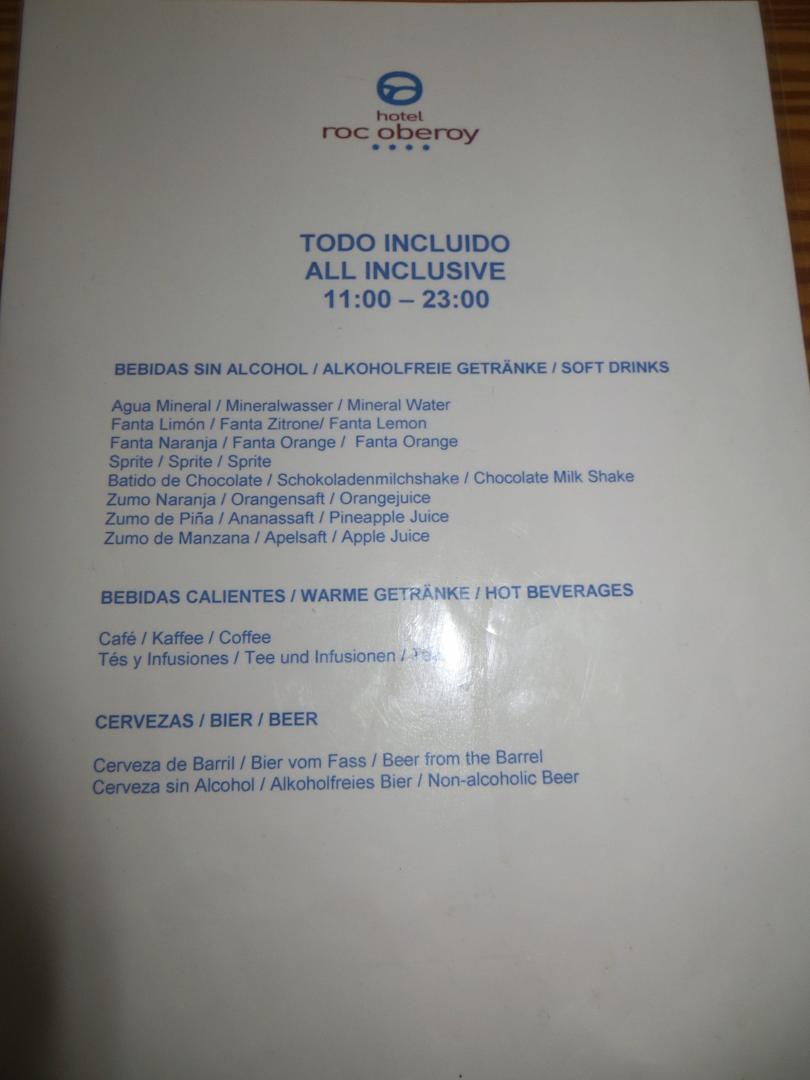 hotel
roc oberoy
TODO INCLUIDO
ALL INCLUSIVE
11:00 – 23:00
BEBIDAS SIN ALCOHOL / ALKOHOLFREIE GETRÄNKE / SOFT DRINKS
Agua Mineral / Mineralwasser / Mineral Water
Fanta Limón / Fanta Zitrone/ Fanta Lemon
Fanta Naranja / Fanta Orange / Fanta Orange
Sprite / Sprite / Sprite
Batido de Chocolate / Schokoladenmilchshake / Chocolate Milk Shake
Zumo Naranja / Orangensaft / Orangejuice
Zumo de Piña / Ananassaft / Pineapple Juice
Zumo de Manzana / Apelsaft / Apple Juice
BEBIDAS CALIENTES / WARME GETRÄNKE / HOT BEVERAGES
Café / Kaffee / Coffee
Tés y Infusiones / Tee und Infusionen /
CERVEZAS / BIER / BEER
Cerveza de Barril / Bier vom Fass / Beer from the Barrel
Cerveza sin Alcohol / Alkoholfreies Bier / Non-alcoholic Beer